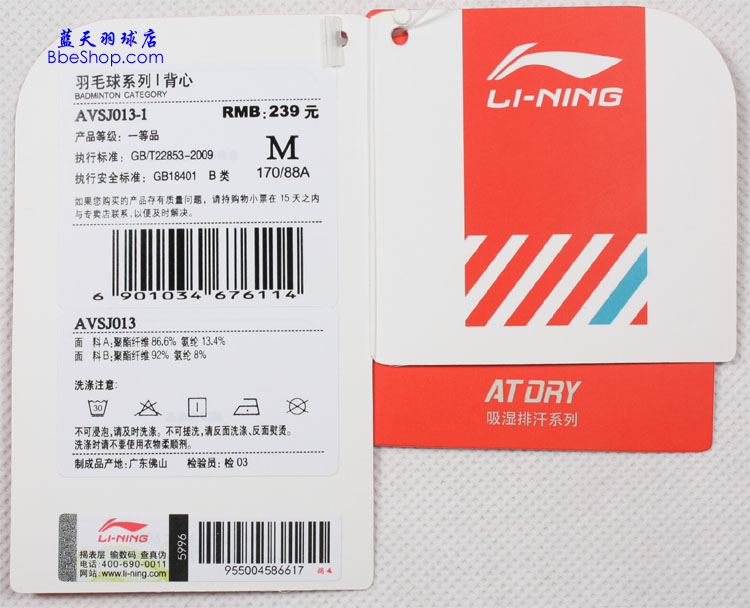 蓝天羽球店
BbeShop.com
羽毛球系列 | 背心
BADMINTON CATEGORY
AVSJ013-1 RMB:239 元
产品等级: 一等品
执行标准: GB/T22853-2009 M
执行安全标准: GB18401 B 类 170/88A
如果您购买的产品存有质量问题, 请持购物小票在 15 天之内
与专卖店联系, 以便及时解决。
6 901034 676114
AVSJ013
面 料A:聚酯纤维 86.6% 氨纶 13.4%
面 料B:聚酯纤维 92% 氨纶 8%
洗涤注意:
30
不可浸泡,请及时洗涤。不可搓洗,请反面洗涤、反面熨烫。
洗涤时请不要使用衣物柔顺剂。
制成品产地: 广东佛山 检验员: 检 03
LI-NING
揭表层 输数码 查真伪
电话:400-690-0011
网站:www.li-ning.com
5996
955004586617
LI-NING
AT DRY
吸湿排汗系列